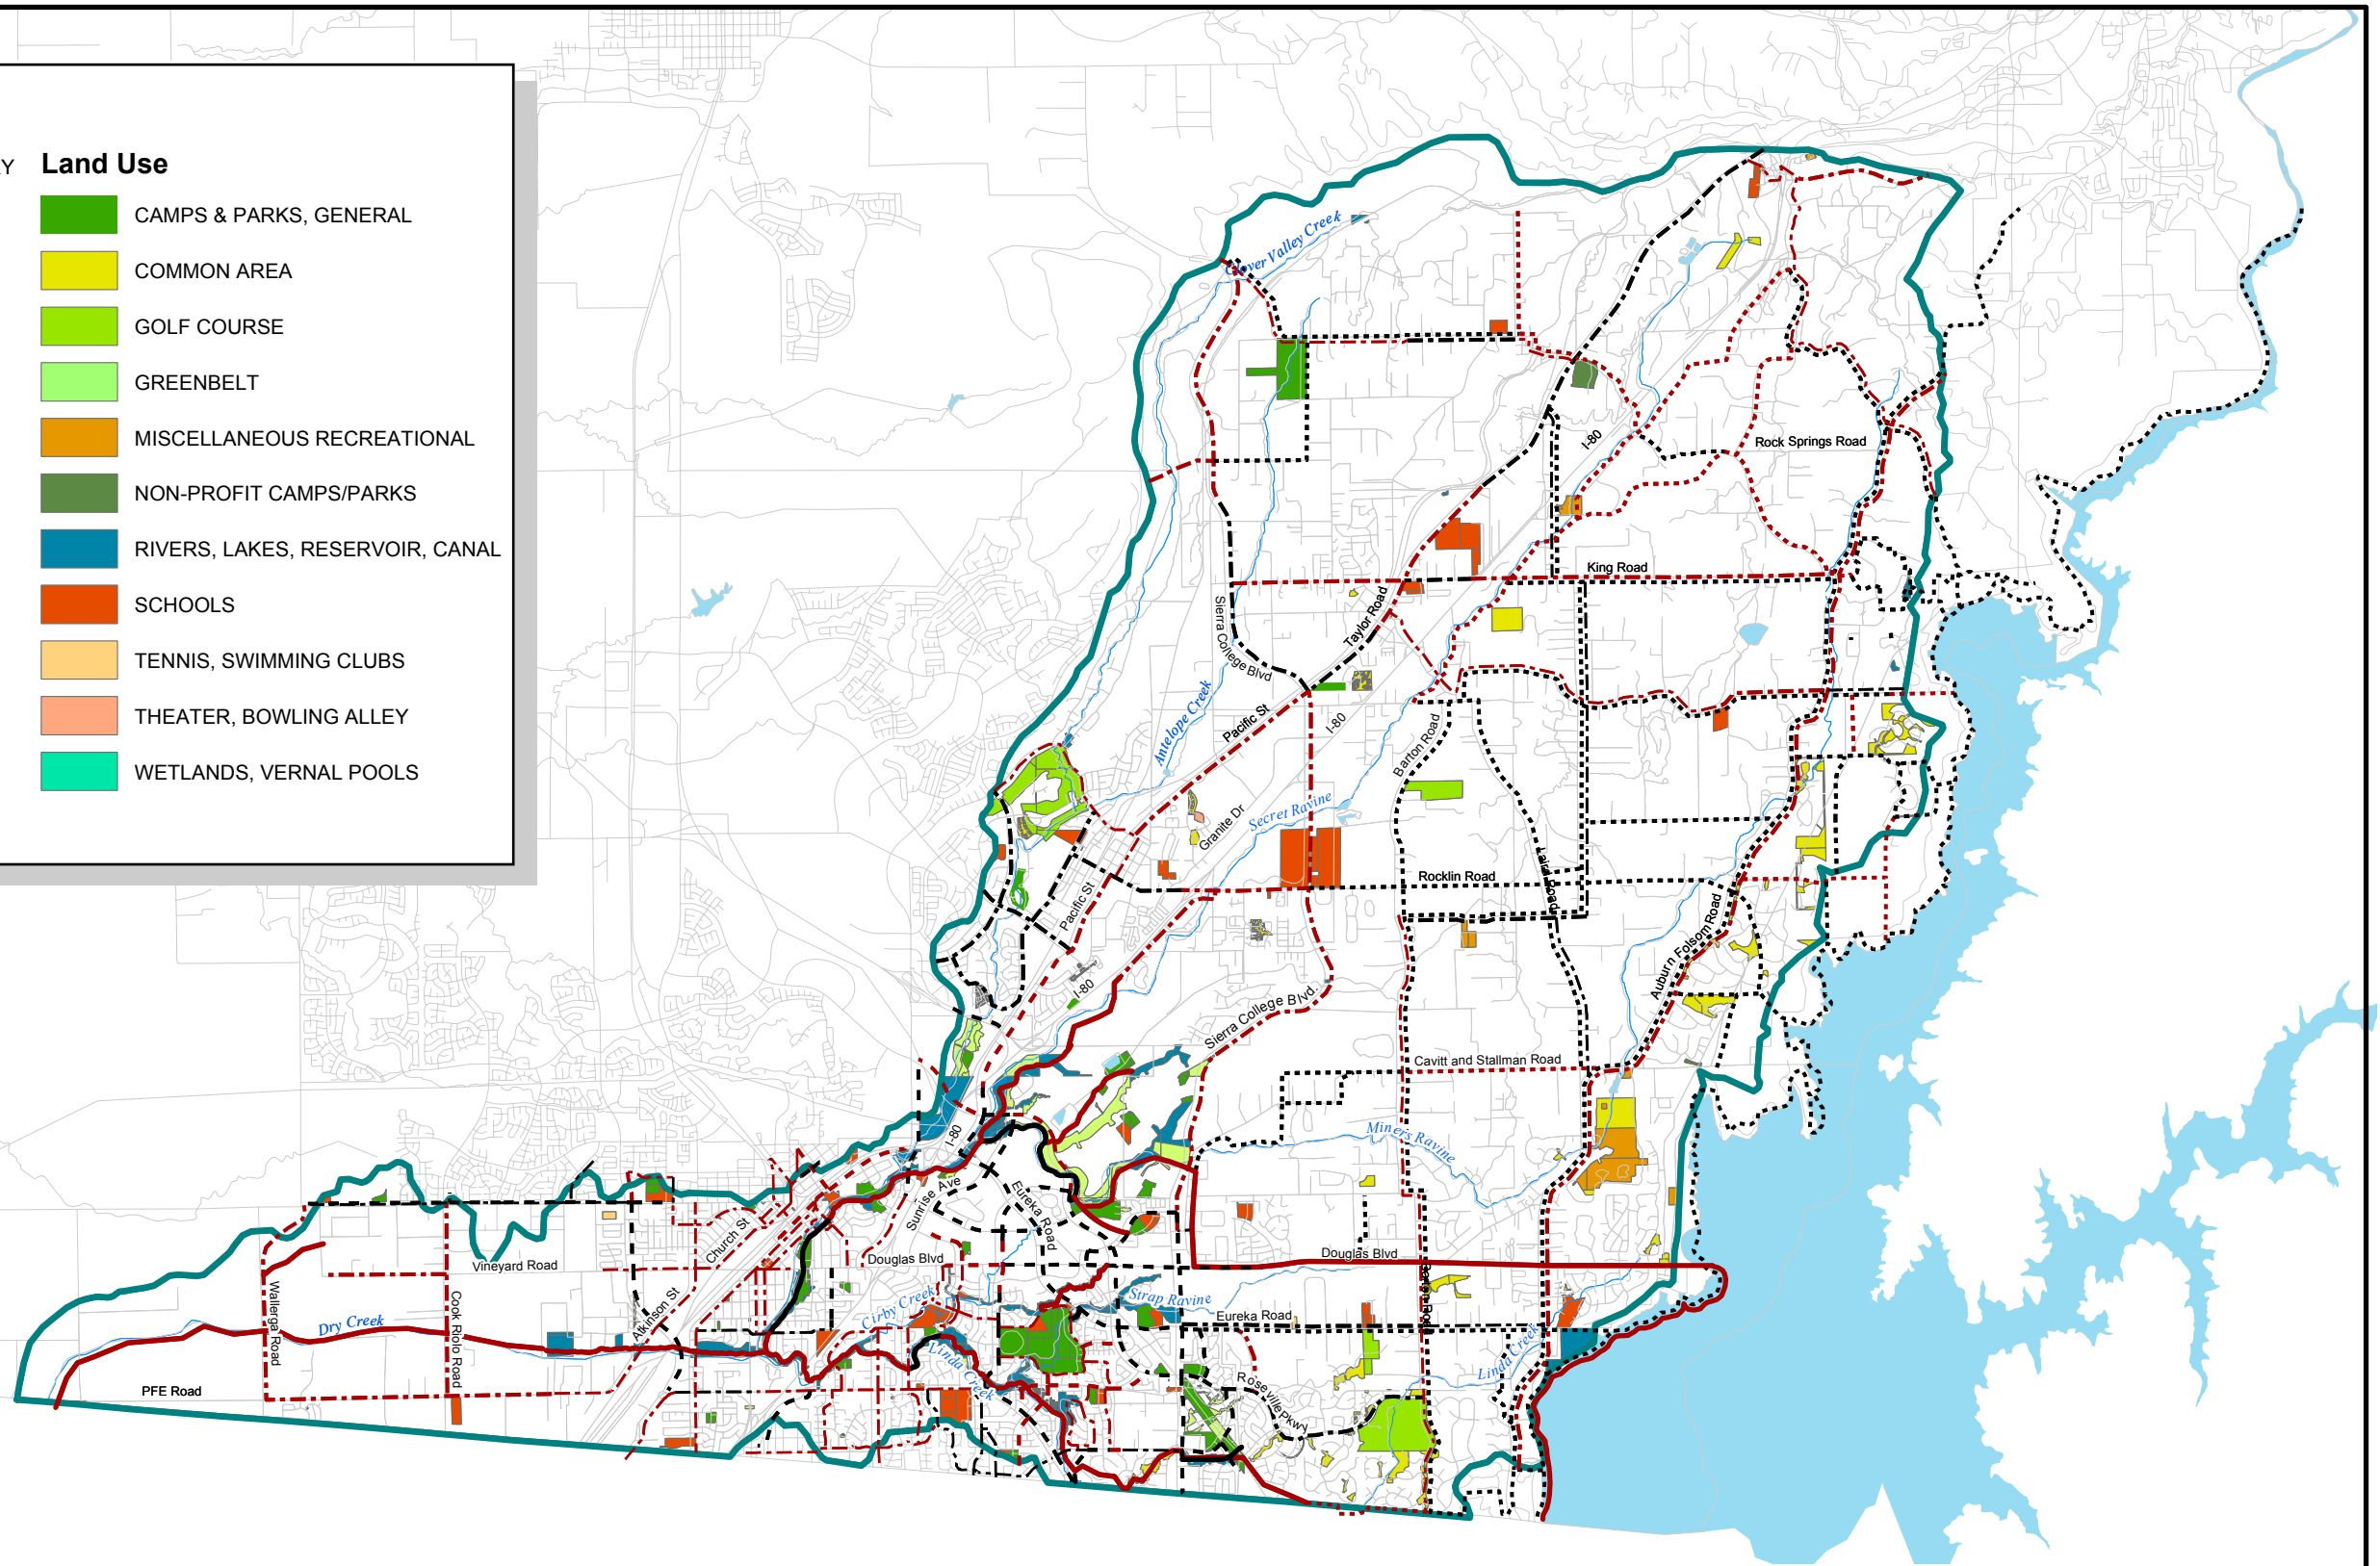 Y
Land Use
CAMPS & PARKS, GENERAL
COMMON AREA
GOLF COURSE
GREENBELT
MISCELLANEOUS RECREATIONAL
NON-PROFIT CAMPS/PARKS
RIVERS, LAKES, RESERVOIR, CANAL
SCHOOLS
TENNIS, SWIMMING CLUBS
THEATER, BOWLING ALLEY
WETLANDS, VERNAL POOLS
Clover Valley Creek
I-80
Rock Springs Road
King Road
Sierra College Blvd
Taylor Road
Antelope Creek
Pacific St
I-80
Barton Road
Granite Dr
Secret Ravine
Laird Road
Rocklin Road
Pacific St
Auburn Folsom Road
I-80
Sierra College Blvd.
Cavitt and Stallman Road
I-80
Miners Ravine
Sunrise Ave
Eureka Road
Church St
Douglas Blvd
Douglas Blvd
Vineyard Road
Wallerga Road
Cook Riolo Road
Atkinson St
Dry Creek
Cirby Creek
Strap Ravine
Eureka Road
Barton Road
Linda Creek
Linda Creek
Roseville Pkwy
PFE Road